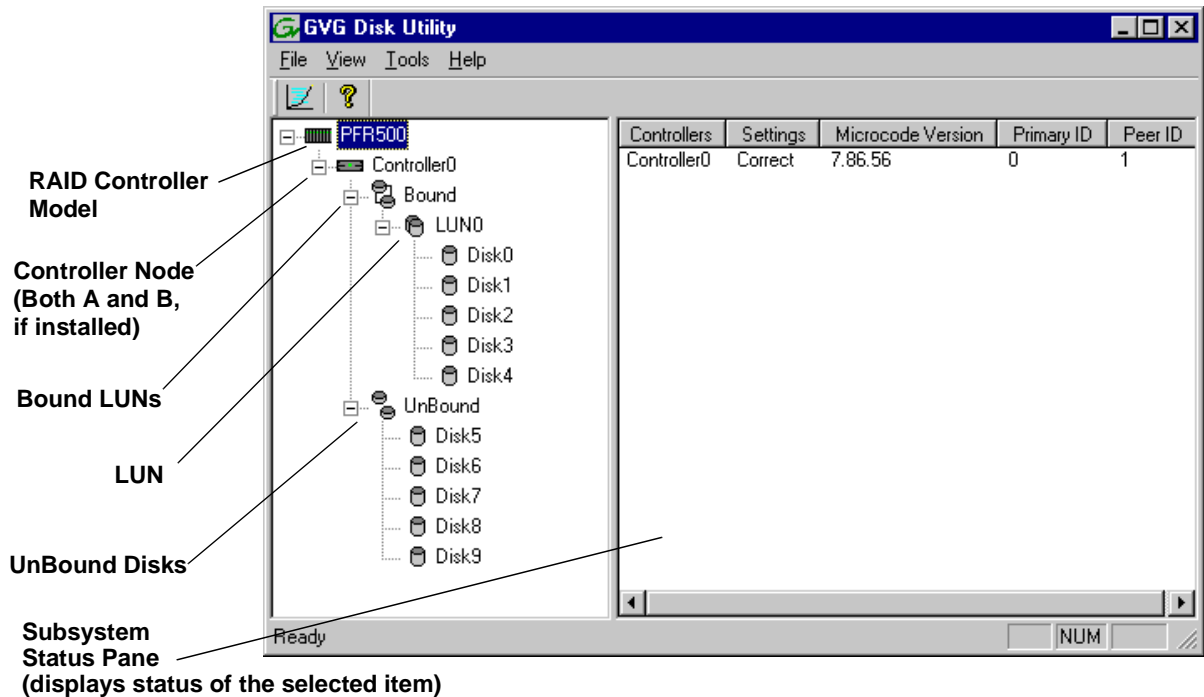 GVG Disk Utility
File View Tools Help
PFR500
Controller0
Bound
LUN0
Disk0
Disk1
Disk2
Disk3
Disk4
UnBound
Disk5
Disk6
Disk7
Disk8
Disk9
Controllers Settings Microcode Version Primary ID Peer ID
Controller0 Correct 7.86.56 0 1
Ready NUM
RAID Controller
Model
Controller Node
(Both A and B,
if installed)
Bound LUNs
LUN
UnBound Disks
Subsystem
Status Pane
(displays status of the selected item)